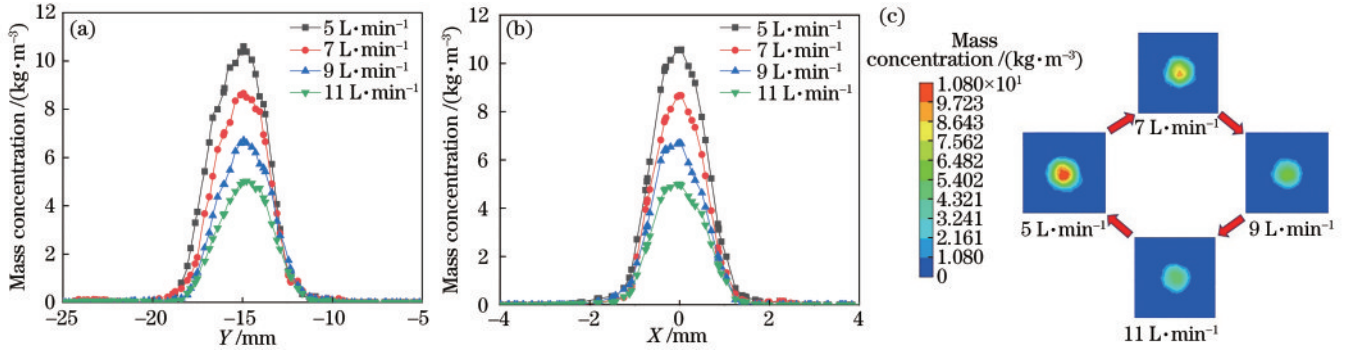 (a)
5 L·min⁻¹
7 L·min⁻¹
9 L·min⁻¹
11 L·min⁻¹
12
10
8
6
4
2
0
Mass concentration /(kg·m⁻³)
−25
−20
−15
−10
−5
Y /mm
(b)
5 L·min⁻¹
7 L·min⁻¹
9 L·min⁻¹
11 L·min⁻¹
12
10
8
6
4
2
0
Mass concentration /(kg·m⁻³)
−4
−2
0
2
4
X /mm
(c)
Mass
concentration /(kg·m⁻³)
1.080×10¹
9.723
8.643
7.562
6.482
5.402
4.321
3.241
2.161
1.080
0
7 L·min⁻¹
5 L·min⁻¹
9 L·min⁻¹
11 L·min⁻¹